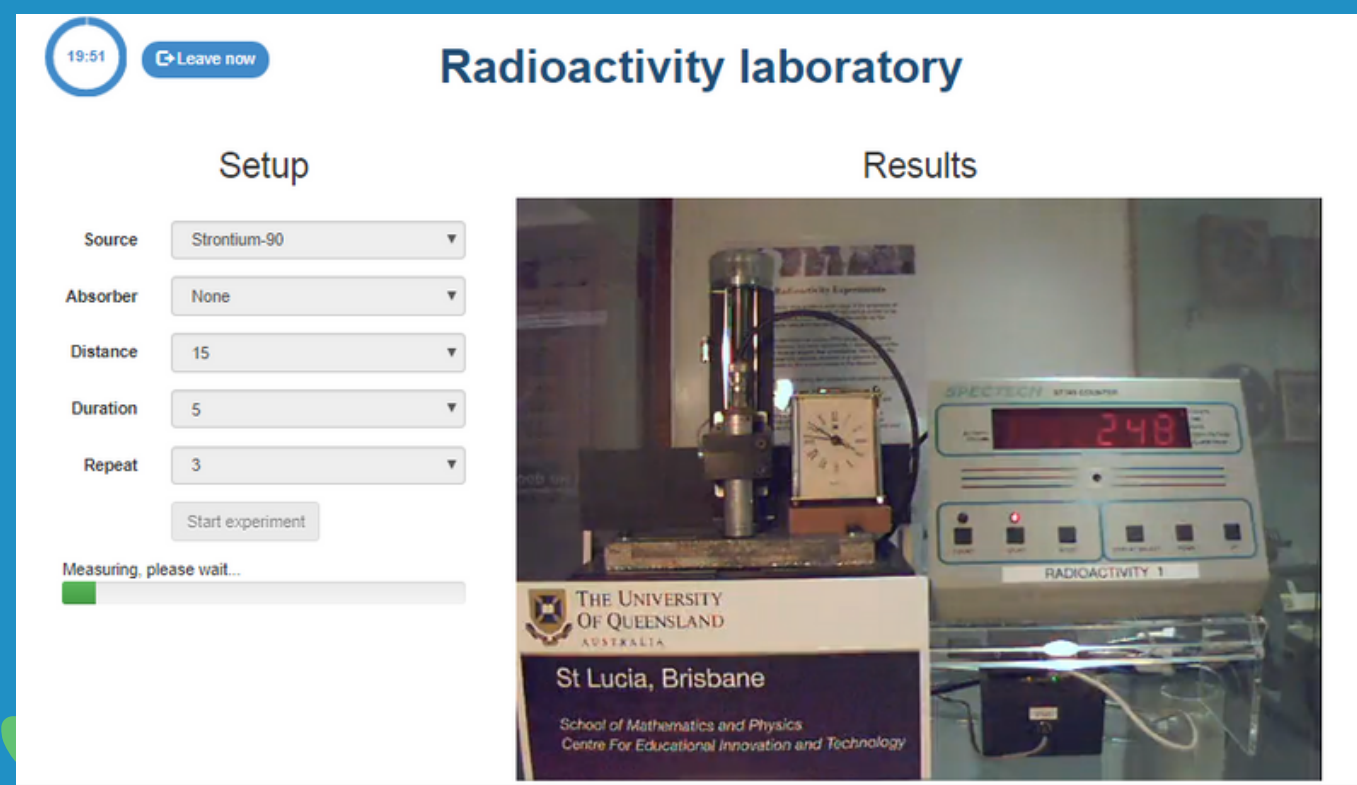 19:51
Leave now
Radioactivity laboratory
Setup
Results
Source
Strontium-90
Absorber
None
Distance
15
Duration
5
Repeat
3
Start experiment
Measuring, please wait...
Radioactivity Experiments
SPECTECH ST360 COUNTER
248
RADIOACTIVITY 1
THE UNIVERSITY
OF QUEENSLAND
AUSTRALIA
St Lucia, Brisbane
School of Mathematics and Physics
Centre For Educational Innovation and Technology